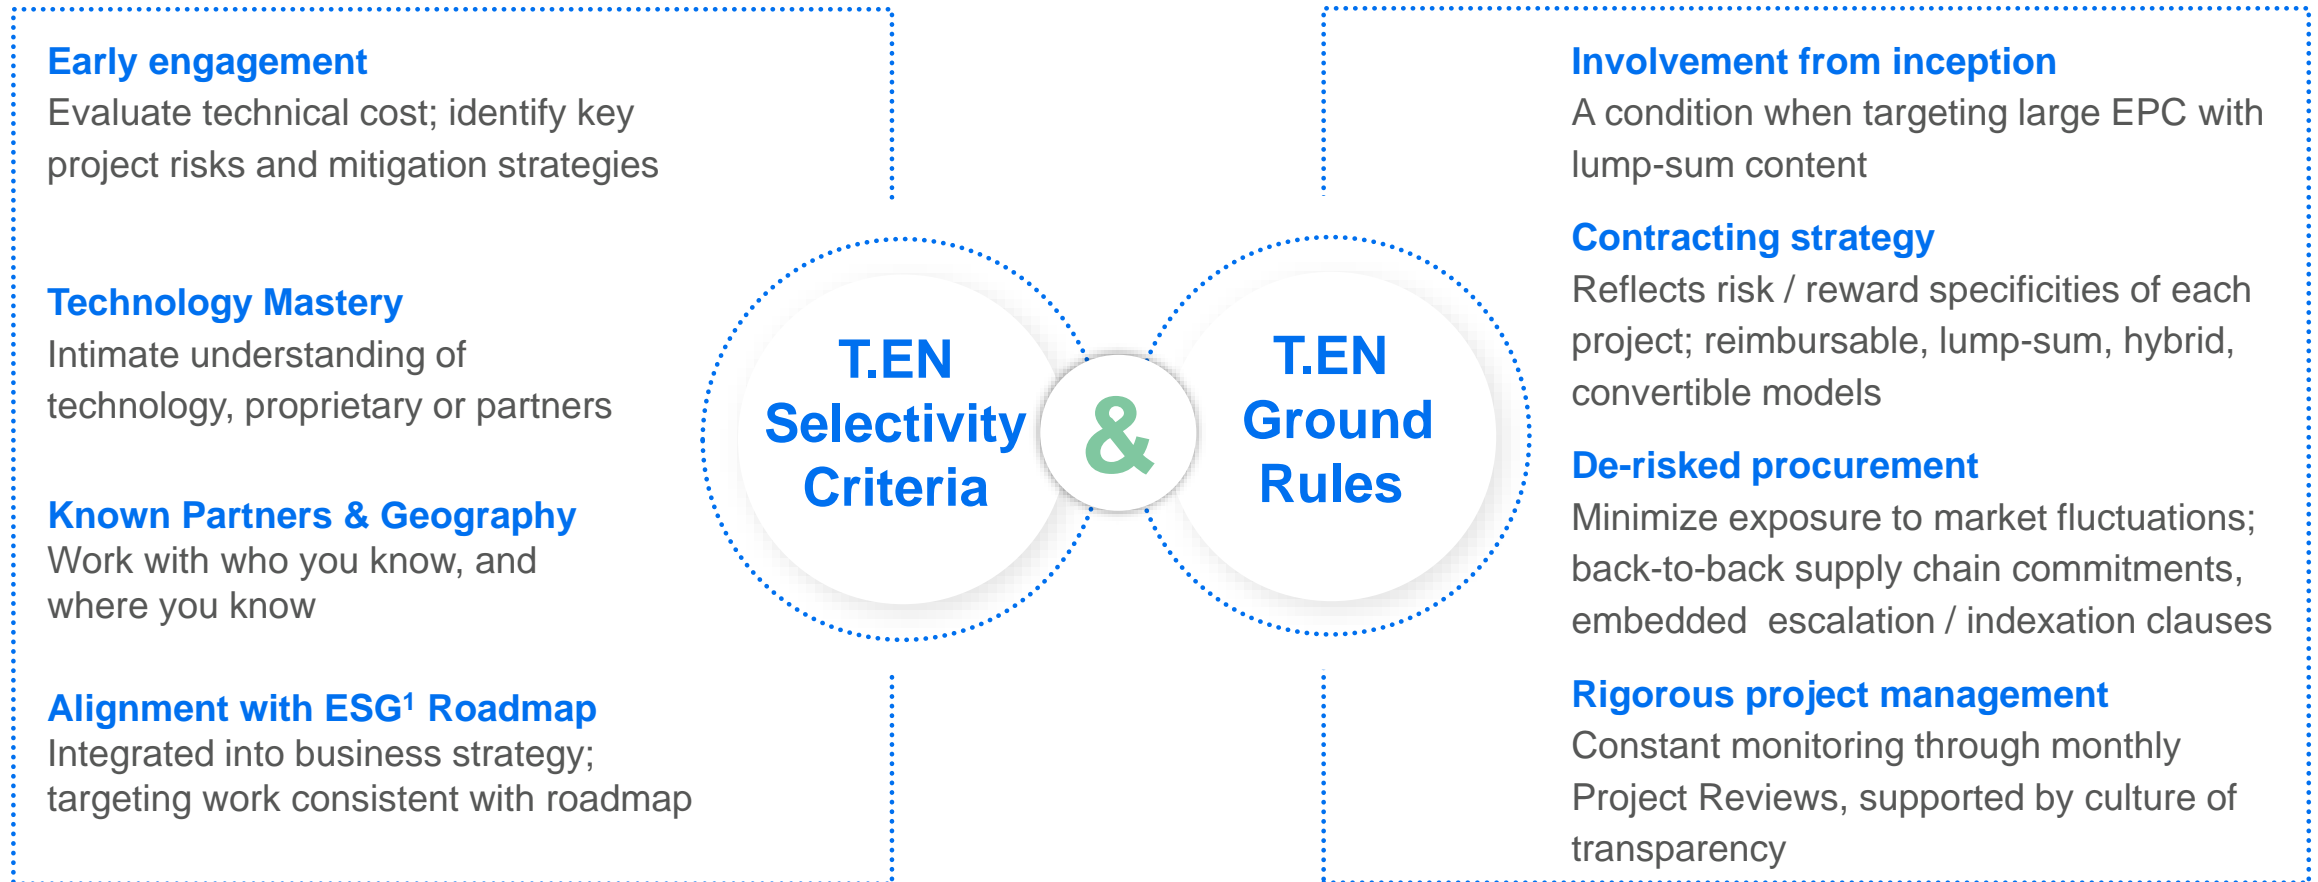 Early engagement
Evaluate technical cost; identify key
project risks and mitigation strategies
Technology Mastery
Intimate understanding of
technology, proprietary or partners
Known Partners & Geography
Work with who you know, and
where you know
Alignment with ESG¹ Roadmap
Integrated into business strategy;
targeting work consistent with roadmap
T.EN
Selectivity
Criteria
&
T.EN
Ground
Rules
Involvement from inception
A condition when targeting large EPC with
lump-sum content
Contracting strategy
Reflects risk / reward specificities of each
project; reimbursable, lump-sum, hybrid,
convertible models
De-risked procurement
Minimize exposure to market fluctuations;
back-to-back supply chain commitments,
embedded  escalation / indexation clauses
Rigorous project management
Constant monitoring through monthly
Project Reviews, supported by culture of
transparency